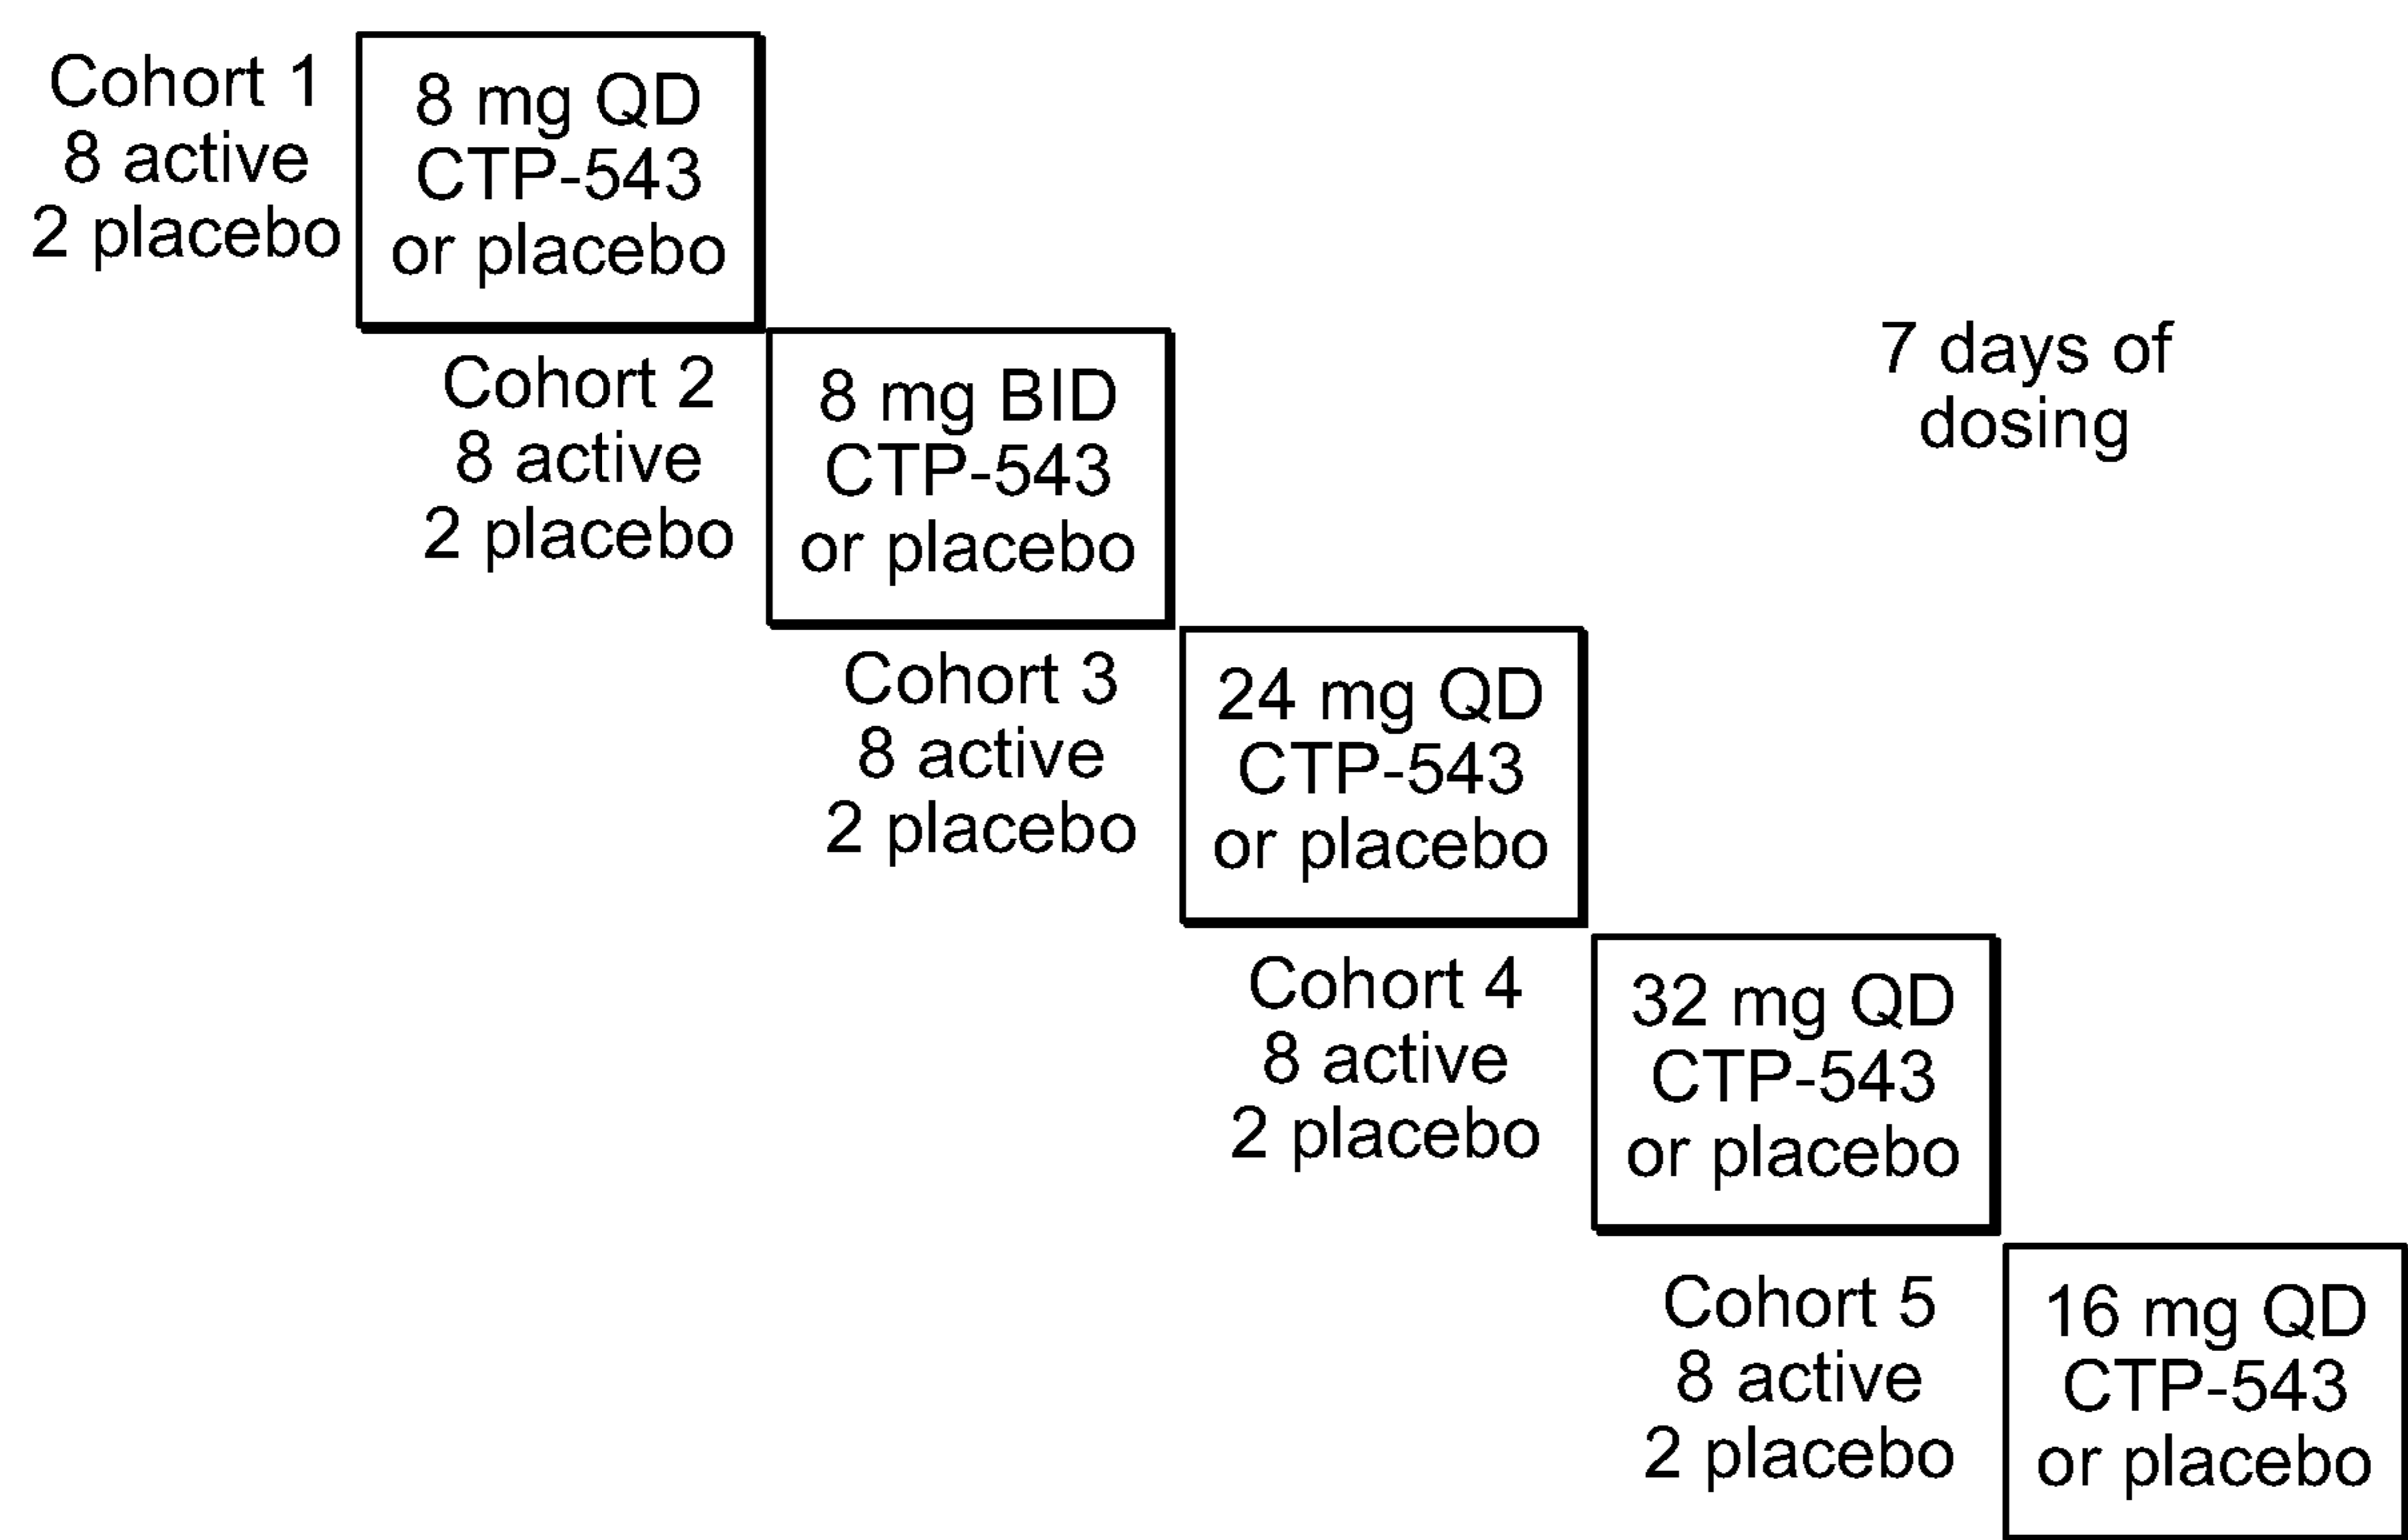 Cohort 1
8 active
2 placebo
8 mg QD
CTP-543
or placebo
Cohort 2
8 active
2 placebo
8 mg BID
CTP-543
or placebo
7 days of
dosing
Cohort 3
8 active
2 placebo
24 mg QD
CTP-543
or placebo
Cohort 4
8 active
2 placebo
32 mg QD
CTP-543
or placebo
Cohort 5
8 active
2 placebo
16 mg QD
CTP-543
or placebo